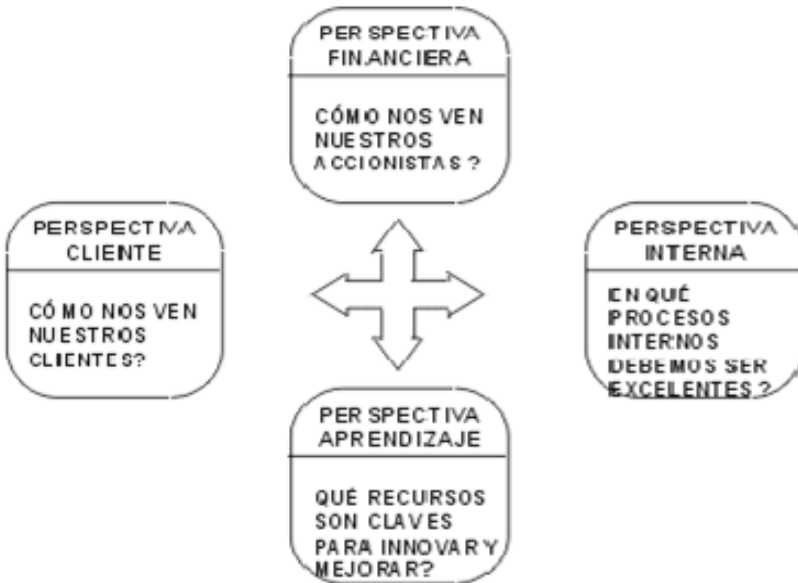 PERSPECTIVA
FINANCIERA
CÓMO NOS VEN
NUESTROS
ACCIONISTAS?
PERSPECTIVA
CLIENTE
CÓMO NOS VEN
NUESTROS
CLIENTES?
PERSPECTIVA
INTERNA
EN QUÉ
PROCESOS
INTERNOS
DEBEMOS SER
EXCELENTES?
PERSPECTIVA
APRENDIZAJE
QUÉ RECURSOS
SON CLAVES
PARA INNOVAR Y
MEJORAR?